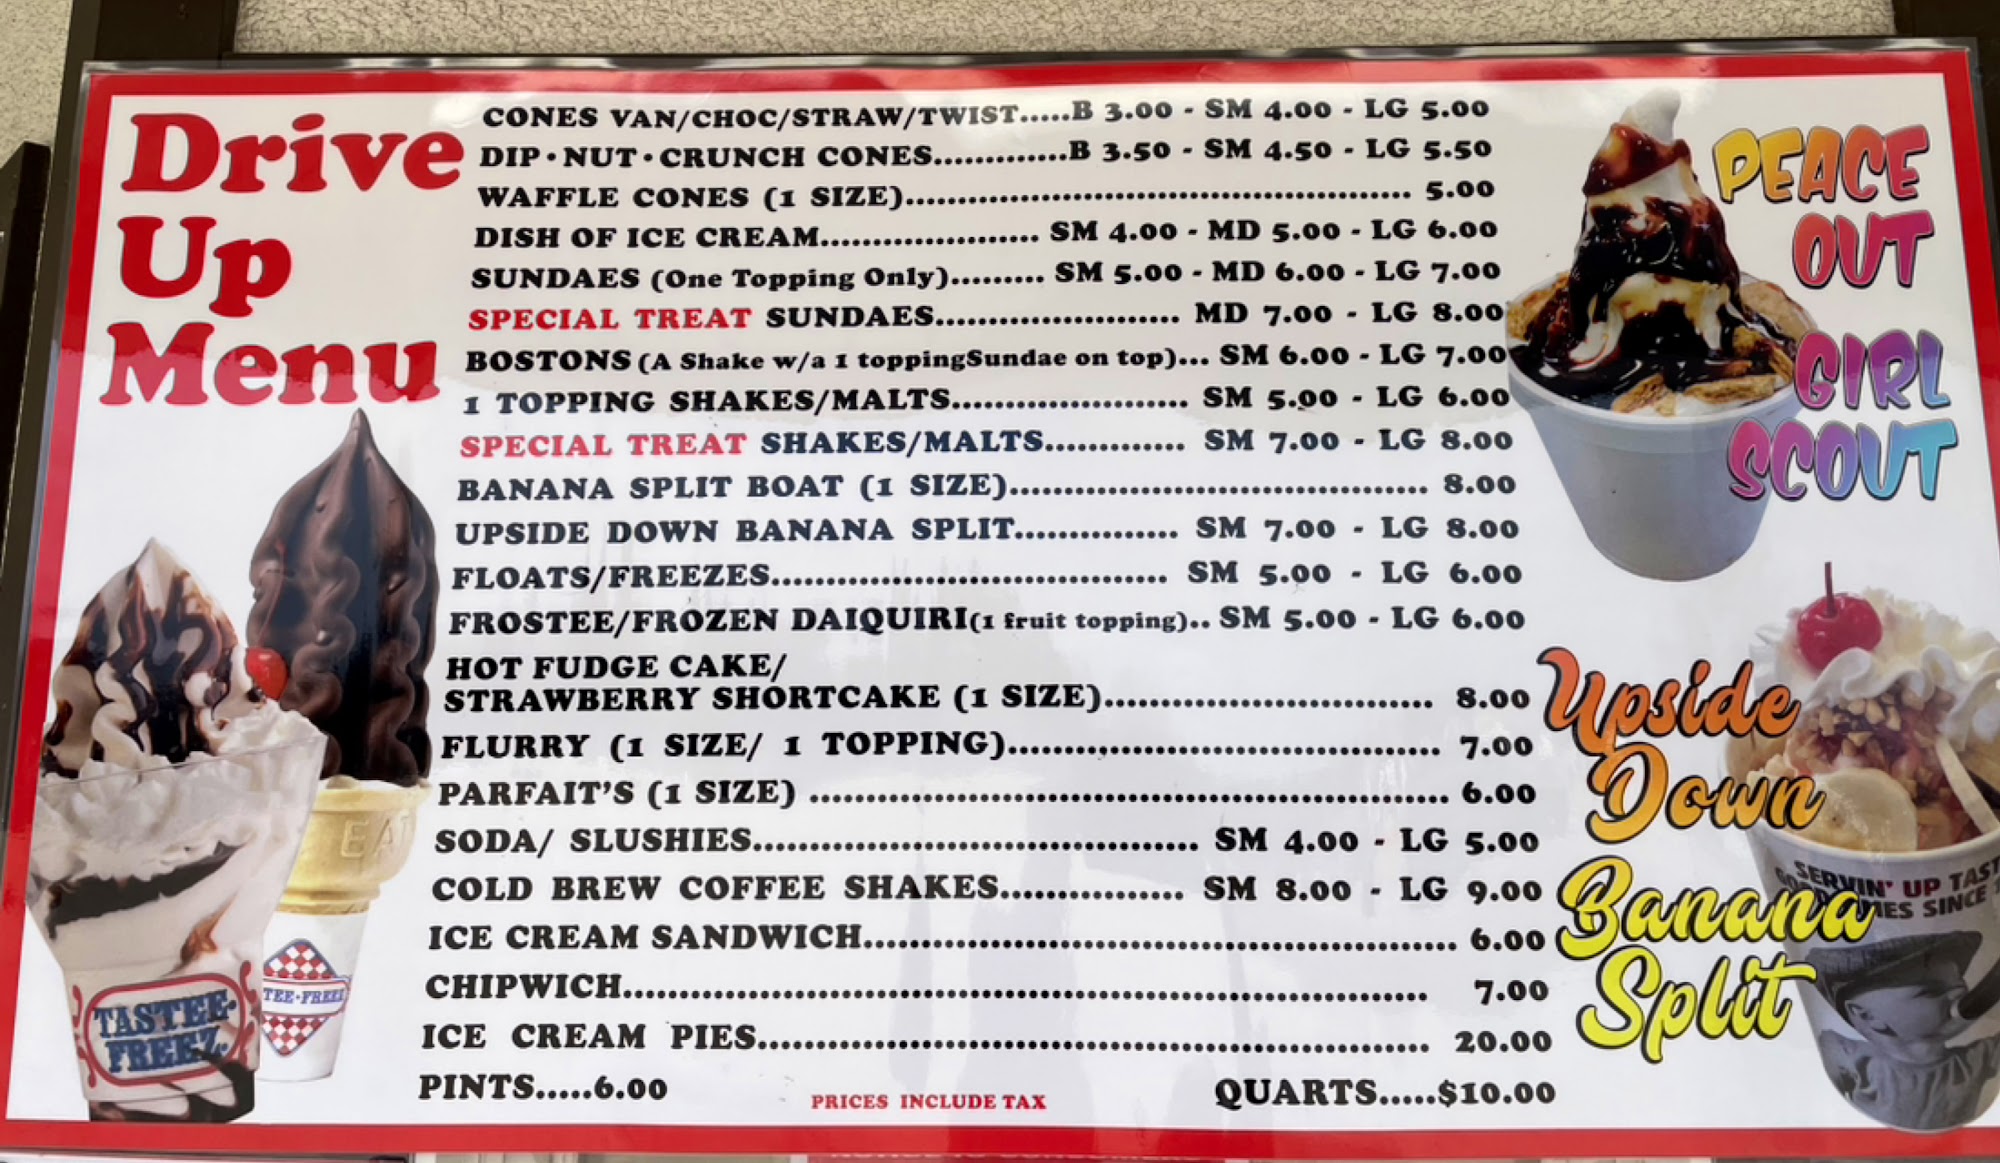 Drive
Up
Menu
CONES VAN/CHOC/STRAW/TWIST.....B 3.00 - SM 4.00 - LG 5.00
DIP•NUT•CRUNCH CONES.............B 3.50 - SM 4.50 - LG 5.50
WAFFLE CONES (1 SIZE)................................................ 5.00
DISH OF ICE CREAM..................... SM 4.00 - MD 5.00 - LG 6.00
SUNDAES (One Topping Only)......... SM 5.00 - MD 6.00 - LG 7.00
SPECIAL TREAT SUNDAES....................... MD 7.00 - LG 8.00
BOSTONS (A Shake w/a 1 toppingSundae on top)... SM 6.00 - LG 7.00
1 TOPPING SHAKES/MALTS...................... SM 5.00 - LG 6.00
SPECIAL TREAT SHAKES/MALTS............. SM 7.00 - LG 8.00
BANANA SPLIT BOAT (1 SIZE)...................................... 8.00
UPSIDE DOWN BANANA SPLIT............... SM 7.00 - LG 8.00
FLOATS/FREEZES.................................... SM 5.00 - LG 6.00
FROSTEE/FROZEN DAIQUIRI(1 fruit topping).. SM 5.00 - LG 6.00
HOT FUDGE CAKE/
STRAWBERRY SHORTCAKE (1 SIZE).............................. 8.00
FLURRY (1 SIZE/ 1 TOPPING)....................................... 7.00
PARFAIT'S (1 SIZE) .......................................................... 6.00
SODA/ SLUSHIES........................................ SM 4.00 - LG 5.00
COLD BREW COFFEE SHAKES................. SM 8.00 - LG 9.00
ICE CREAM SANDWICH..................................................... 6.00
CHIPWICH......................................................................... 7.00
ICE CREAM PIES............................................................ 20.00
PINTS.....6.00
PRICES INCLUDE TAX
QUARTS.....$10.00
PEACE
OUT
GIRL
SCOUT
Upside
Down
Banana
Split
SERVIN' UP
SINCE
EAT
TASTEE-
FREEZ
TEE-FREEZ